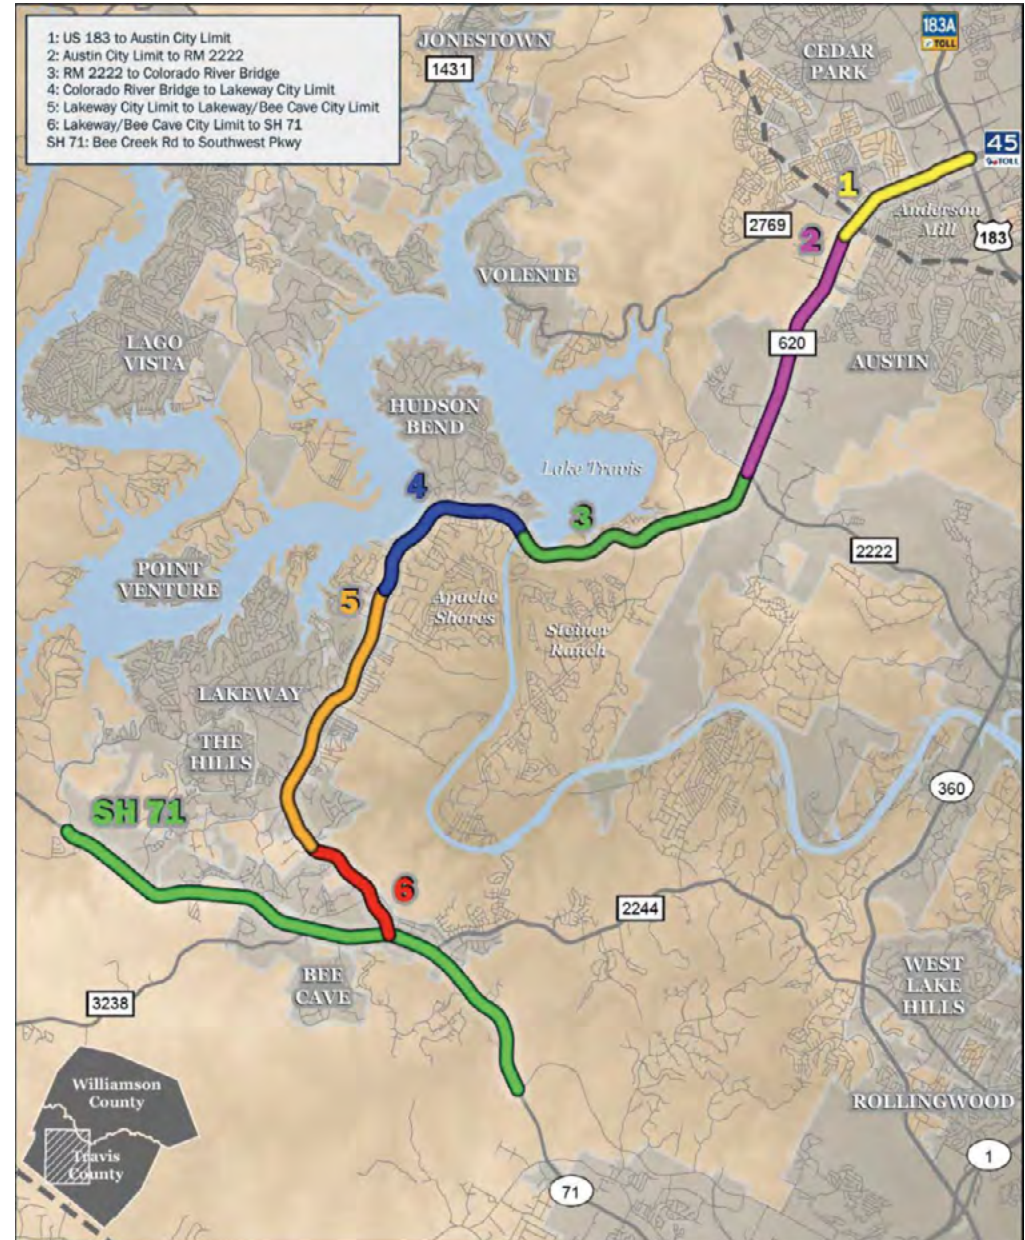 1: US 183 to Austin City Limit
2: Austin City Limit to RM 2222
3: RM 2222 to Colorado River Bridge
4: Colorado River Bridge to Lakeway City Limit
5: Lakeway City Limit to Lakeway/Bee Cave City Limit
6: Lakeway/Bee Cave City Limit to SH 71
SH 71: Bee Creek Rd to Southwest Pkwy
JONESTOWN
1431
183A
TOLL
CEDAR
PARK
45
TOLL
1
Anderson
Mill
183
2769
2
VOLENTE
620
LAGO
VISTA
AUSTIN
HUDSON
BEND
Lake Travis
4
3
2222
POINT
VENTURE
5
Apache
Shores
Steiner
Ranch
LAKEWAY
THE
HILLS
360
SH 71
6
2244
BEE
CAVE
WEST
LAKE
HILLS
3238
Williamson
County
Travis
County
ROLLINGWOOD
1
71